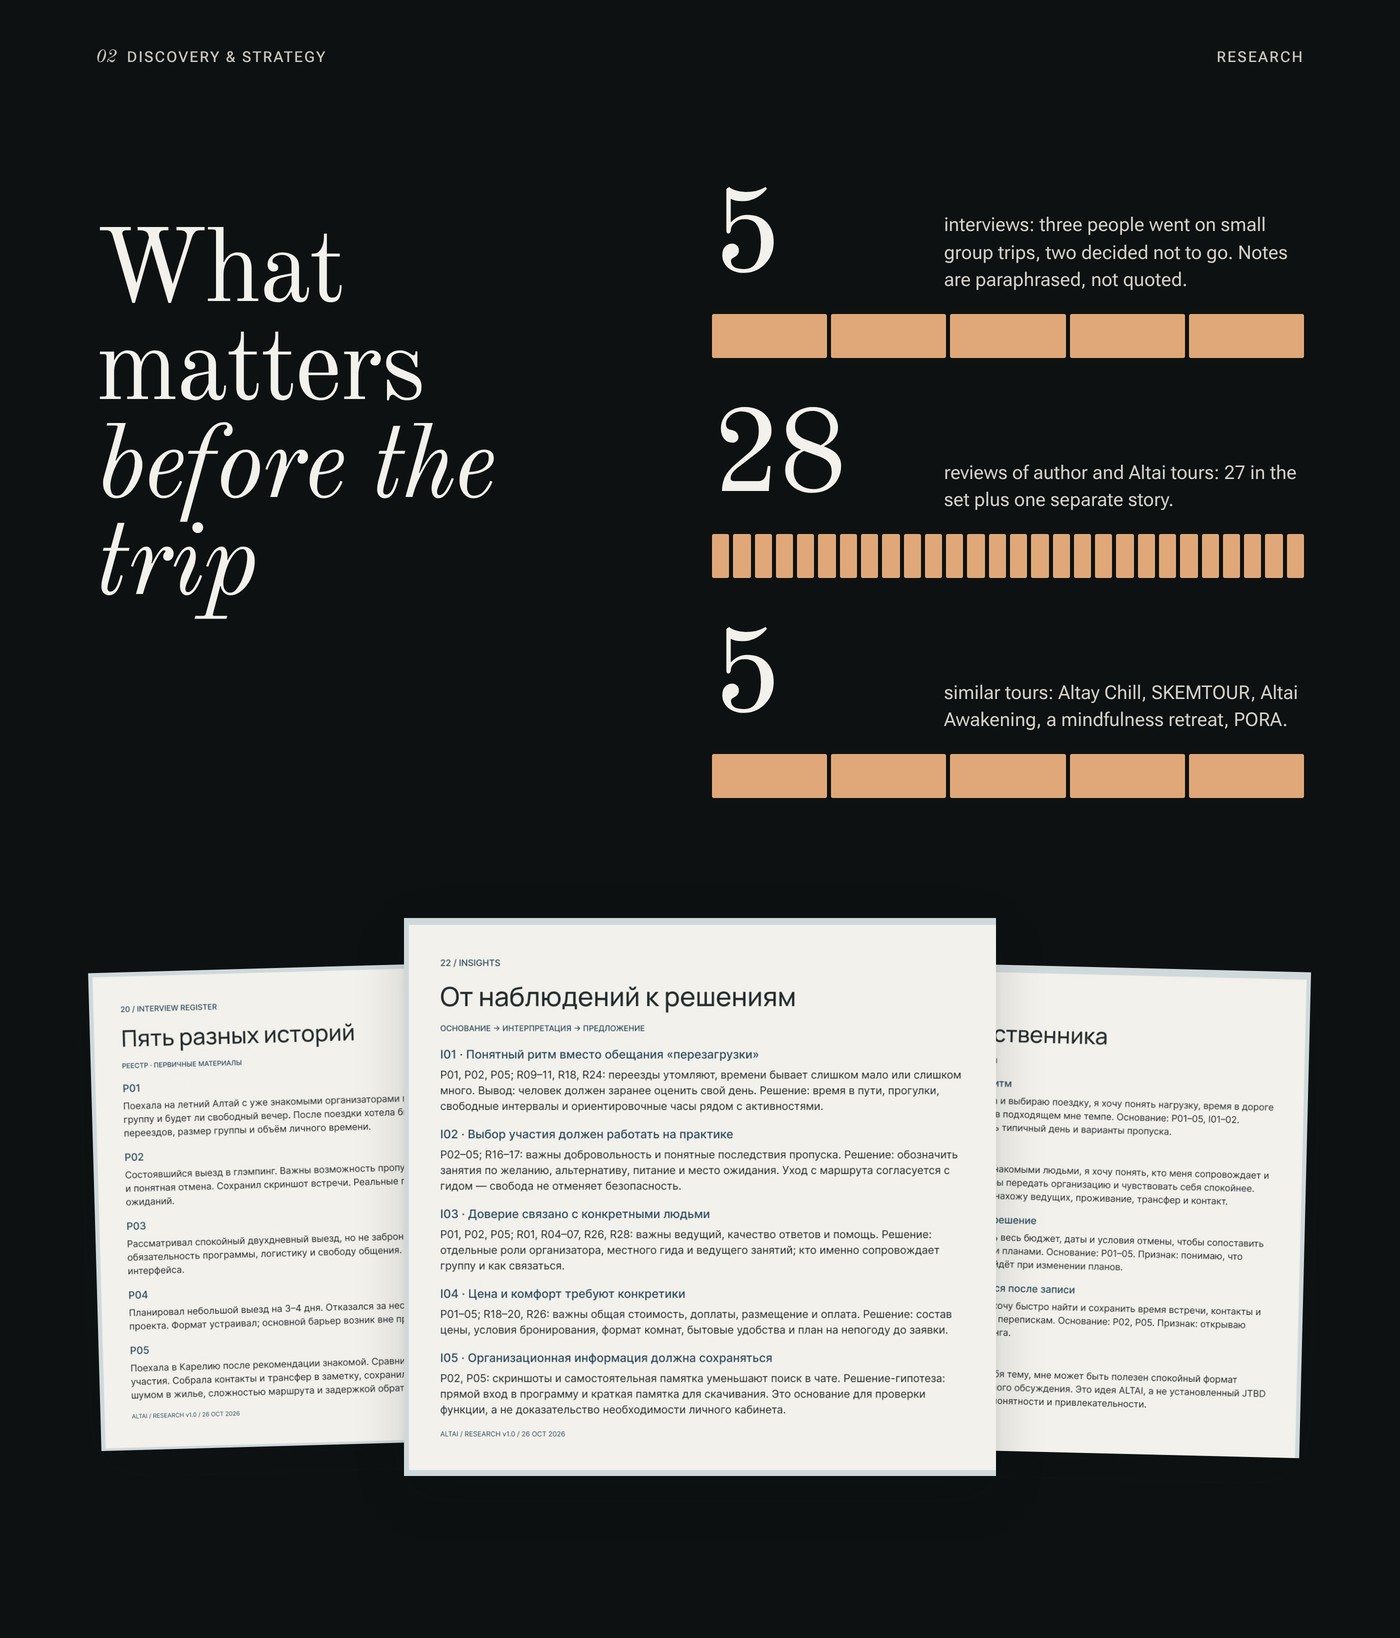 02 DISCOVERY & STRATEGY
RESEARCH
What
matters
before the
trip
5
interviews: three people went on small
group trips, two decided not to go. Notes
are paraphrased, not quoted.
28
reviews of author and Altai tours: 27 in the
set plus one separate story.
5
similar tours: Altay Chill, SKEMTOUR, Altai
Awakening, a mindfulness retreat, PORA.
20 / INTERVIEW REGISTER
Пять разных историй
РЕЕСТР · ПЕРВИЧНЫЕ МАТЕРИАЛЫ
P01
Поехала на летний Алтай с уже знакомыми организаторами
группу и будет ли свободный вечер. После поездки хотела
переездов, размер группы и объём личного времени.
P02
Состоявшийся выезд в глэмпинг. Важны возможность
и понятная отмена. Сохранил скриншот встречи. Реальные
ожиданий.
P03
Рассматривал спокойный двухдневный выезд, но не
обязательность программы, логистику и свободу общения.
интерфейса.
P04
Планировал небольшой выезд на 3–4 дня. Отказался за
проекта. Формат устраивал; основной барьер возник вне
P05
Поехала в Карелию после рекомендации знакомой.
участия. Собрала контакты и трансфер в заметку,
шумом в жилье, сложностью маршрута и задержкой
ALTAI / RESEARCH v1.0 / 26 OCT 2026
22 / INSIGHTS
От наблюдений к решениям
ОСНОВАНИЕ → ИНТЕРПРЕТАЦИЯ → ПРЕДЛОЖЕНИЕ
I01 · Понятный ритм вместо обещания «перезагрузки»
P01, P02, P05; R09–11, R18, R24: переезды утомляют, времени бывает слишком мало или слишком
много. Вывод: человек должен заранее оценить свой день. Решение: время в пути, прогулки,
свободные интервалы и ориентировочные часы рядом с активностями.
I02 · Выбор участия должен работать на практике
P02–05; R16–17: важны добровольность и понятные последствия пропуска. Решение: обозначить
занятия по желанию, альтернативу, питание и место ожидания. Уход с маршрута согласуется с
гидом — свобода не отменяет безопасность.
I03 · Доверие связано с конкретными людьми
P01, P02, P05; R01, R04–07, R26, R28: важны ведущий, качество ответов и помощь. Решение:
отдельные роли организатора, местного гида и ведущего занятий; кто именно сопровождает
группу и как связаться.
I04 · Цена и комфорт требуют конкретики
P01–05; R18–20, R26: важны общая стоимость, доплаты, размещение и оплата. Решение: состав
цены, условия бронирования, формат комнат, бытовые удобства и план на непогоду до заявки.
I05 · Организационная информация должна сохраняться
P02, P05: скриншоты и самостоятельная памятка уменьшают поиск в чате. Решение-гипотеза:
прямой вход в программу и краткая памятка для скачивания. Это основание для проверки
функции, а не доказательство необходимости личного кабинета.
ALTAI / RESEARCH v1.0 / 26 OCT 2026
ственника
и выбираю поездку, я хочу понять нагрузку, время в дороге
в подходящем мне темпе. Основание: P01–05, I01–02.
типичный день и варианты пропуска.
накомыми людьми, я хочу понять, кто меня сопровождает и
передать организацию и чувствовать себя спокойнее.
нахожу ведущих, проживание, трансфер и контакт.
решение
весь бюджет, даты и условия отмены, чтобы сопоставить
планами. Основание: P01–05. Признак: понимаю, что
при изменении планов.
ся после записи
хочу быстро найти и сохранить время встречи, контакты и
перепискам. Основание: P02, P05. Признак: открываю
тему, мне может быть полезен спокойный формат
ого обсуждения. Это идея ALTAI, а не установленный JTBD
понятности и привлекательности.